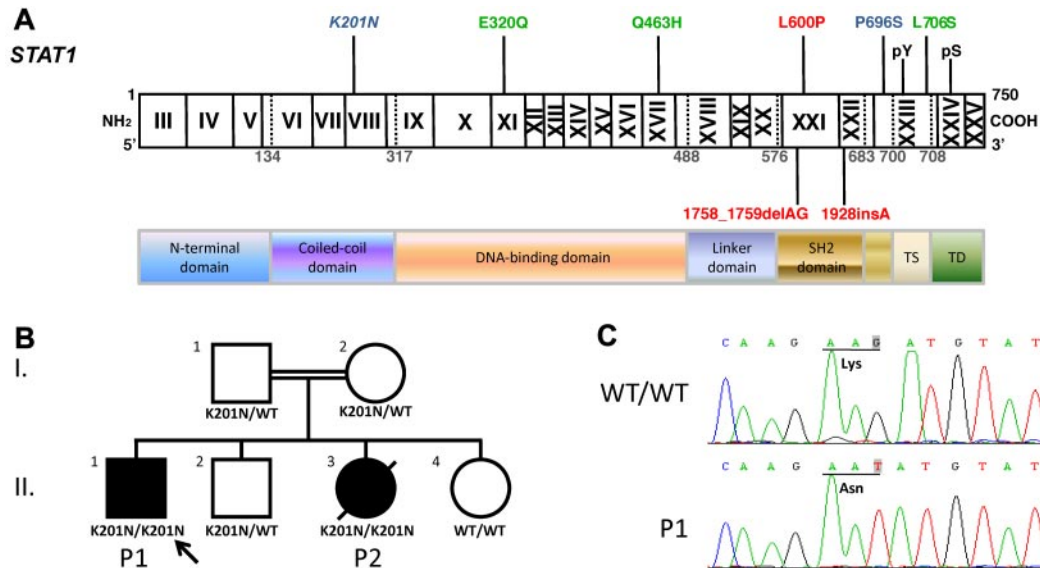 A
STAT1
K201N E320Q Q463H L600P P696S L706S
pY pS
1 750
NH2 III IV V VI VII VIII IX X XI XII XIII XIV XV XVI XVII XVIII XIX XX XXI XXII XXIII XXIV XXV COOH
5' 3'
134 317 488 576 683 700 708
1758_1759delAG 1928insA
N-terminal domain Coiled-coil domain DNA-binding domain Linker domain SH2 domain TS TD
B
I.
1 2
K201N/WT K201N/WT
II.
1 2 3 4
K201N/K201N K201N/WT K201N/K201N WT/WT
P1 P2
C
C A A G A A G A T G T A T
Lys
WT/WT
C A A G A A T A T G T A T
Asn
P1